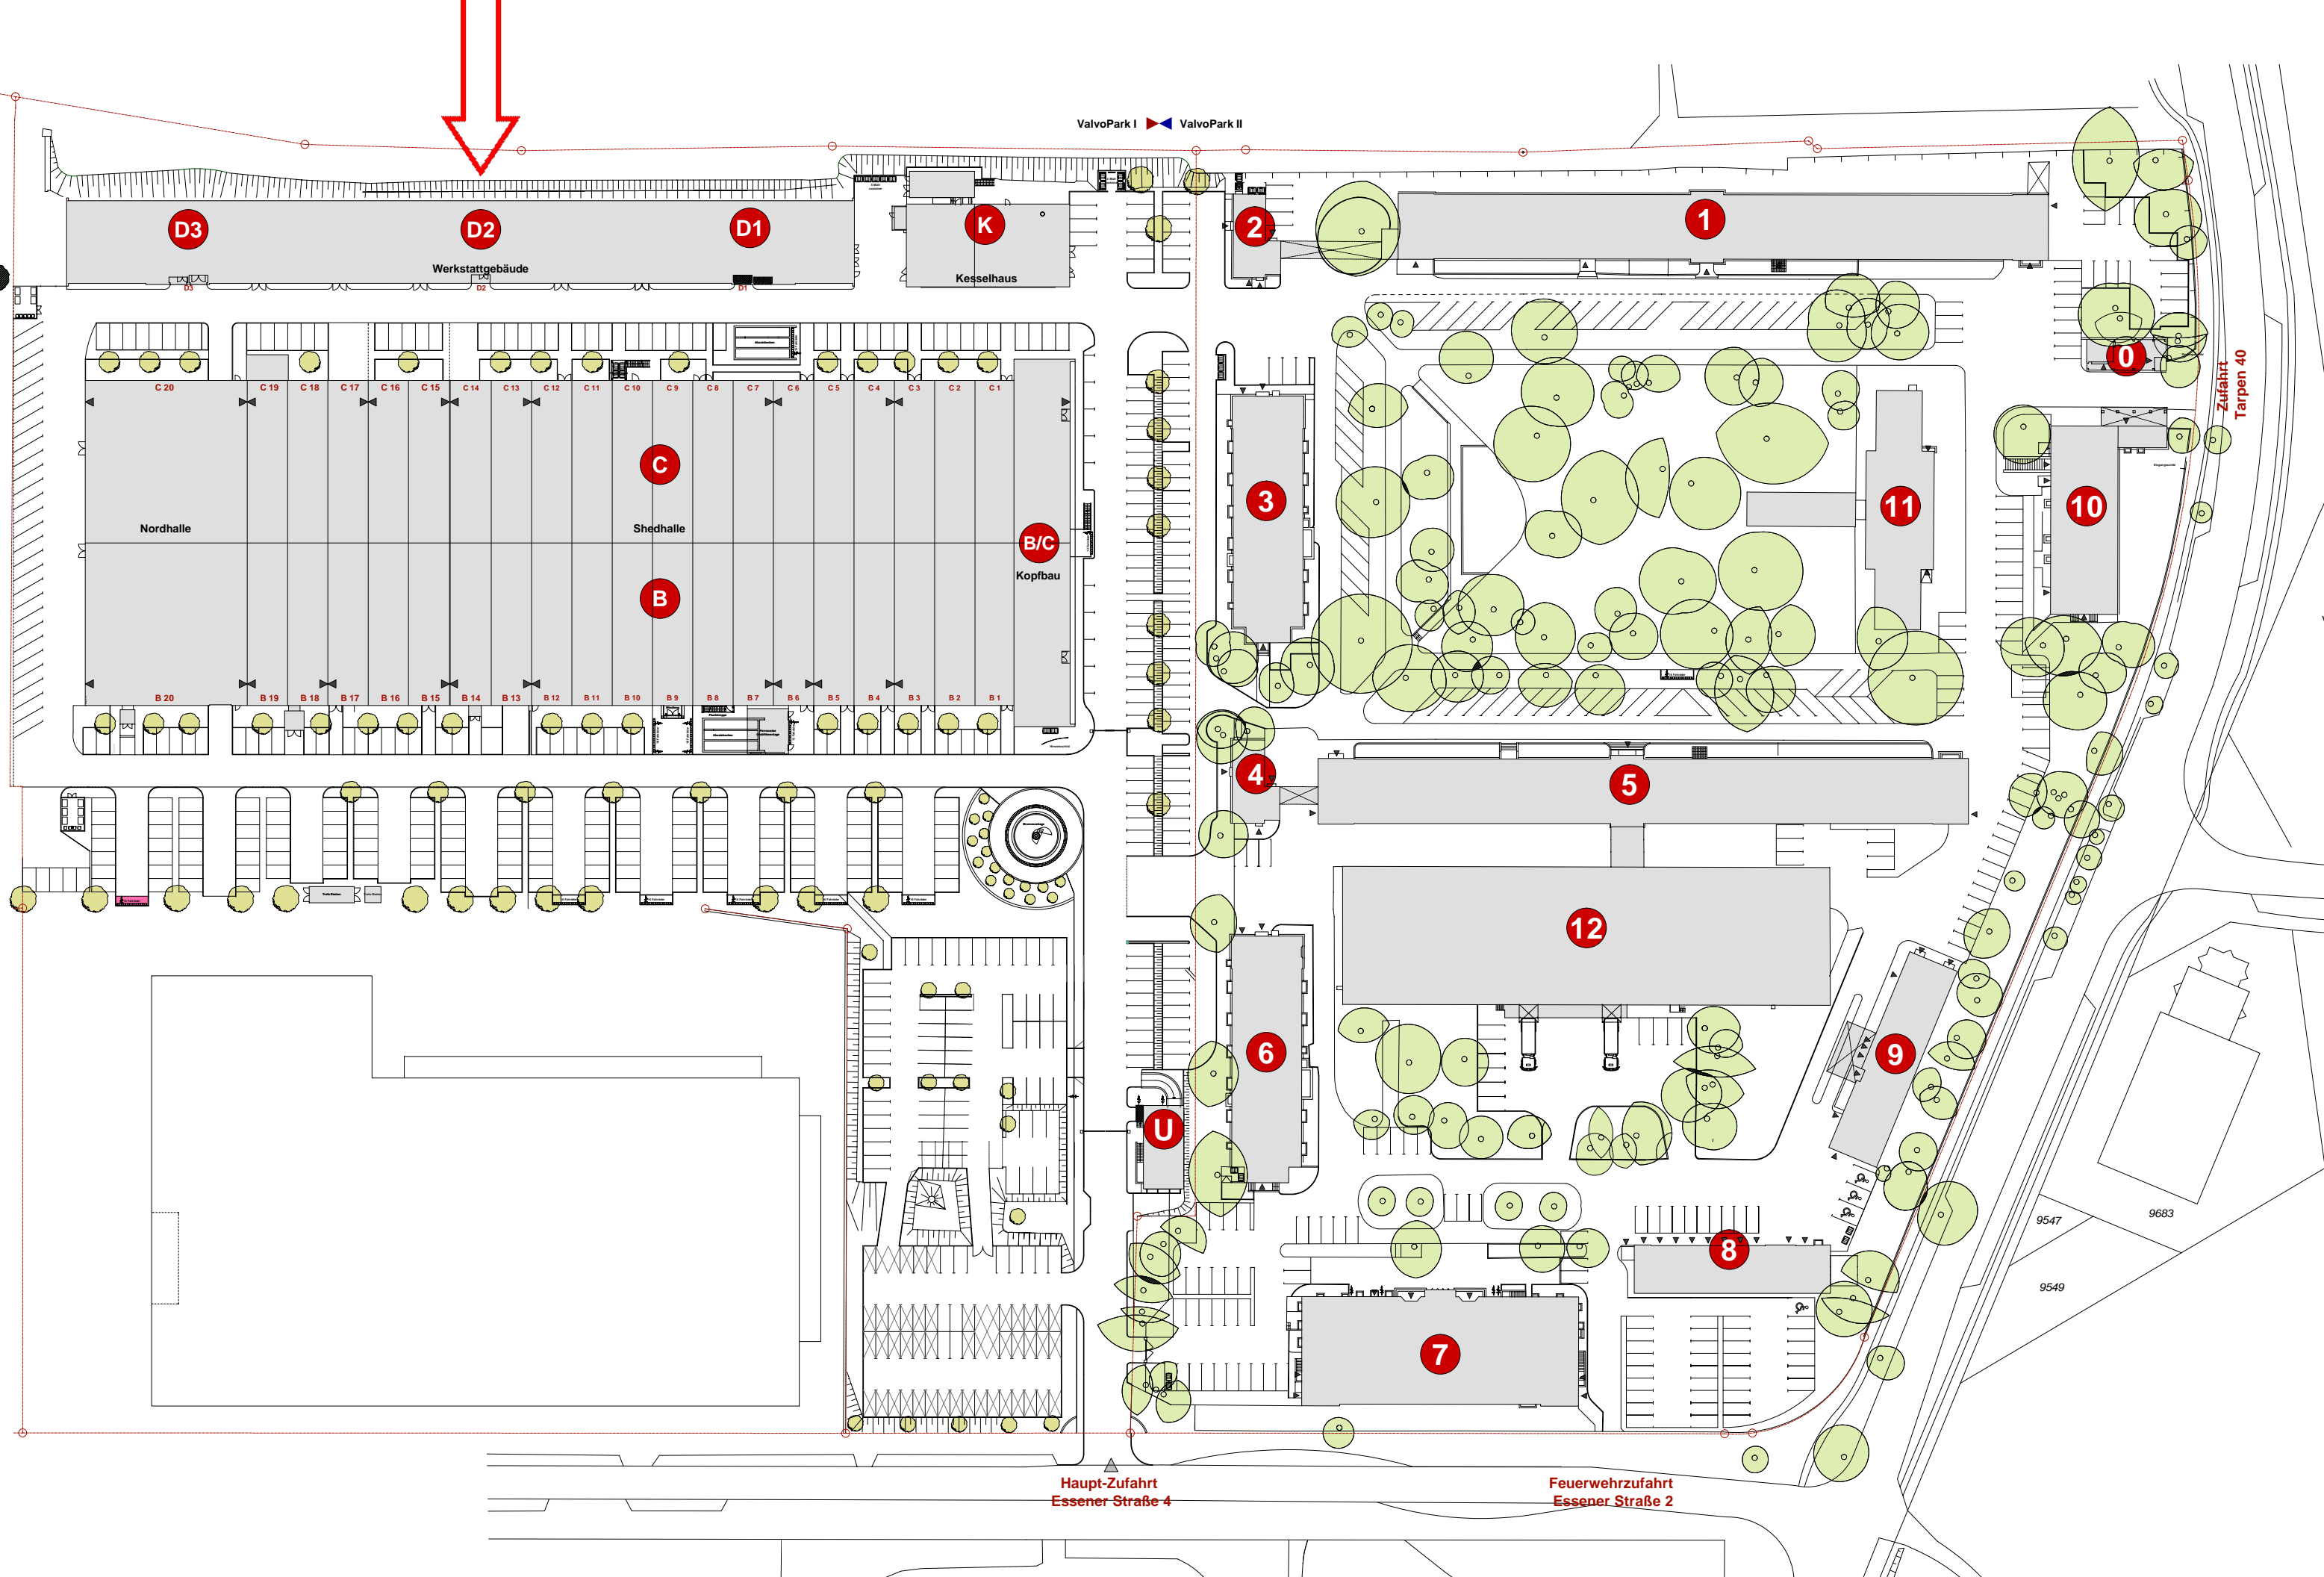 ValvoPark I ValvoPark II
D3 D2 D1 K 2 1
Werkstattgebäude
Kesselhaus
D3 D2 D1
0
Zufahrt
Tarpen 40
C 20 C 19 C 18 C 17 C 16 C 15 C 14 C 13 C 12 C 11 C 10 C 9 C 8 C 7 C 6 C 5 C 4 C 3 C 2 C 1
C
3 11 10
Nordhalle Shedhalle
B/C
Kopfbau
B
B 20 B 19 B 18 B 17 B 16 B 15 B 14 B 13 B 12 B 11 B 10 B 9 B 8 B 7 B 6 B 5 B 4 B 3 B 2 B 1
4 5
12
6 9
U
9547 9683
8
9549
7
Haupt-Zufahrt
Essener Straße 4
Feuerwehrzufahrt
Essener Straße 2